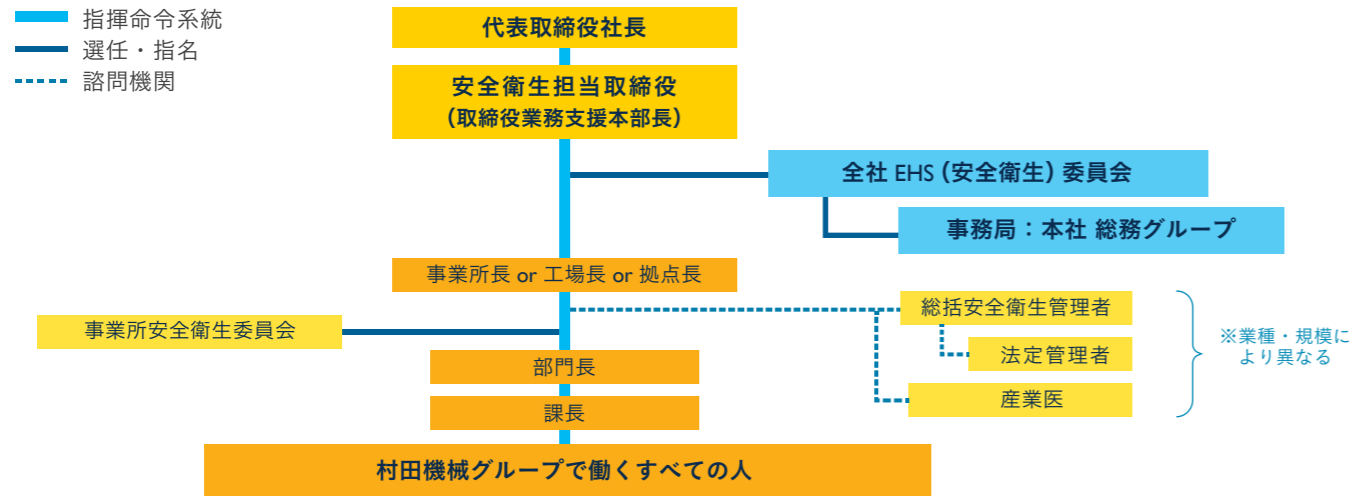 指揮命令系統
選任・指名
諮問機関
代表取締役社長
安全衛生担当取締役
（取締役業務支援本部長）
全社 EHS（安全衛生）委員会
事務局：本社 総務グループ
事業所長 or 工場長 or 拠点長
事業所安全衛生委員会
総括安全衛生管理者
法定管理者
産業医
※業種・規模に
より異なる
部門長
課長
村田機械グループで働くすべての人